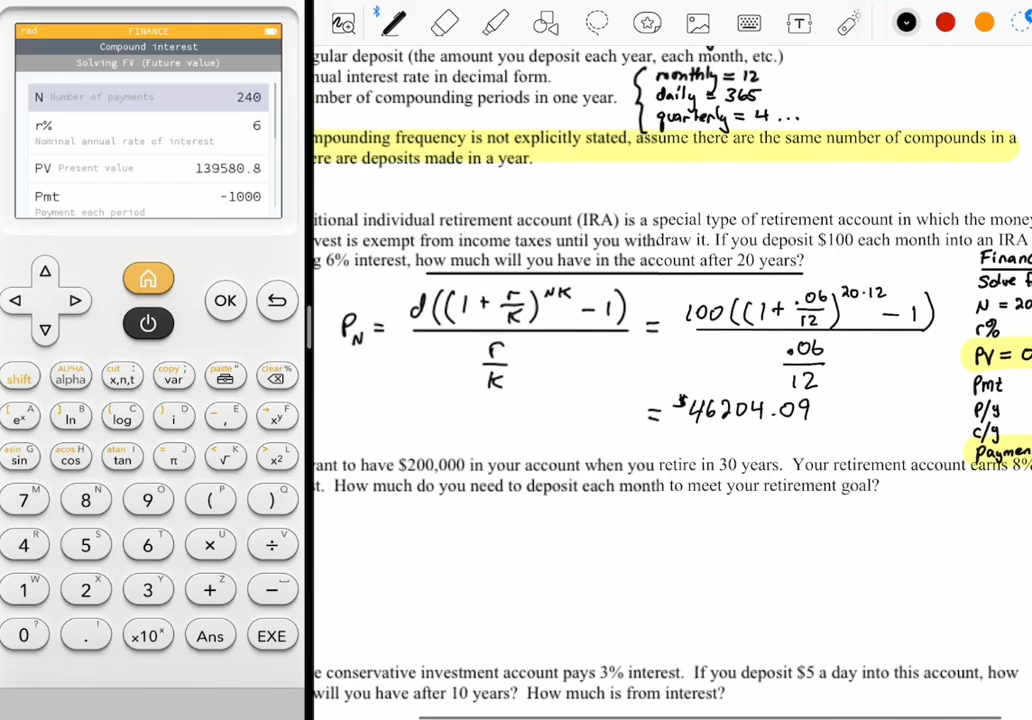 rad FINANCE
Compound interest
Solving FV (Future value)
N Number of payments 240
r% 6
Nominal annual rate of interest
PV Present value 139580.8
Pmt -1000
Payment each period
OK
shift alpha x,n,t var clear %
ALPHA cut : copy ; paste "
[ A ] B { C } D _ E → F
eˣ ln log i , xʸ
asin G acos H atan I = J < K > L
sin cos tan π √ x²
M N O P Q
7 8 9 ( )
R S T U V
4 5 6 × ÷
W X Y Z
1 2 3 + −
? !
0 . ×10ˣ Ans EXE
T
gular deposit (the amount you deposit each year, each month, etc.)
nual interest rate in decimal form.
mber of compounding periods in one year.
monthly = 12
daily = 365
quarterly = 4 ...
mpounding frequency is not explicitly stated, assume there are the same number of compounds in a
ere are deposits made in a year.
itional individual retirement account (IRA) is a special type of retirement account in which the money
vest is exempt from income taxes until you withdraw it. If you deposit $100 each month into an IRA
g 6% interest, how much will you have in the account after 20 years?
P_N = d((1 + r/k)^NK − 1) / (r/k) = 100((1 + .06/12)^20·12 − 1) / (.06/12)
= $46204.09
Financ
Solve f
N = 20
r%
PV = 0
Pmt
P/y
c/y
Paymen
ant to have $200,000 in your account when you retire in 30 years. Your retirement account earns 8%
t. How much do you need to deposit each month to meet your retirement goal?
e conservative investment account pays 3% interest. If you deposit $5 a day into this account, how
will you have after 10 years? How much is from interest?